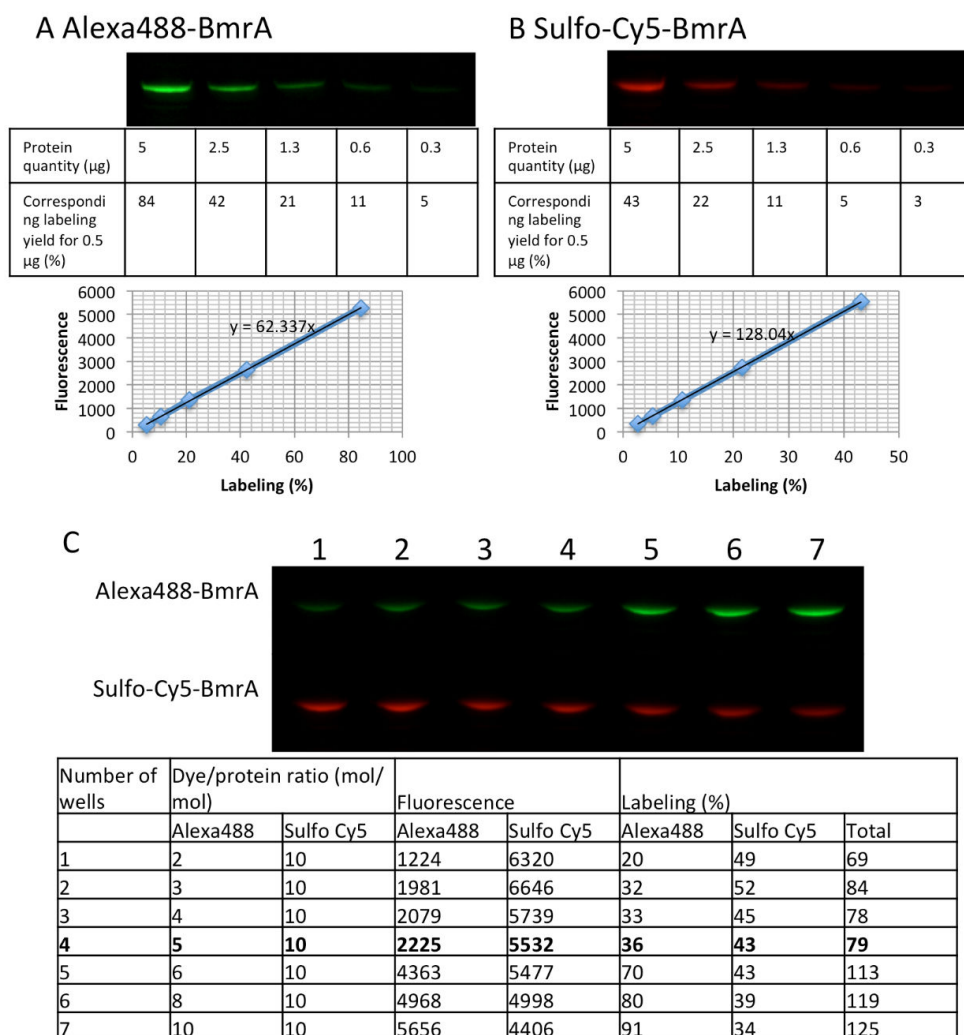 A Alexa488-BmrA
Protein quantity (µg) 5 2.5 1.3 0.6 0.3
Correspondi ng labeling yield for 0.5 µg (%) 84 42 21 11 5
6000
5000
4000
3000
2000
1000
0
Fluorescence
y = 62.337x
0 20 40 60 80 100
Labeling (%)
B Sulfo-Cy5-BmrA
Protein quantity (µg) 5 2.5 1.3 0.6 0.3
Correspondi ng labeling yield for 0.5 µg (%) 43 22 11 5 3
6000
5000
4000
3000
2000
1000
0
Fluorescence
y = 128.04x
0 10 20 30 40 50
Labeling (%)
C
1 2 3 4 5 6 7
Alexa488-BmrA
Sulfo-Cy5-BmrA
Number of wells Dye/protein ratio (mol/ mol) Fluorescence Labeling (%)
Alexa488 Sulfo Cy5 Alexa488 Sulfo Cy5 Alexa488 Sulfo Cy5 Total
1 2 10 1224 6320 20 49 69
2 3 10 1981 6646 32 52 84
3 4 10 2079 5739 33 45 78
4 5 10 2225 5532 36 43 79
5 6 10 4363 5477 70 43 113
6 8 10 4968 4998 80 39 119
7 10 10 5656 4406 91 34 125